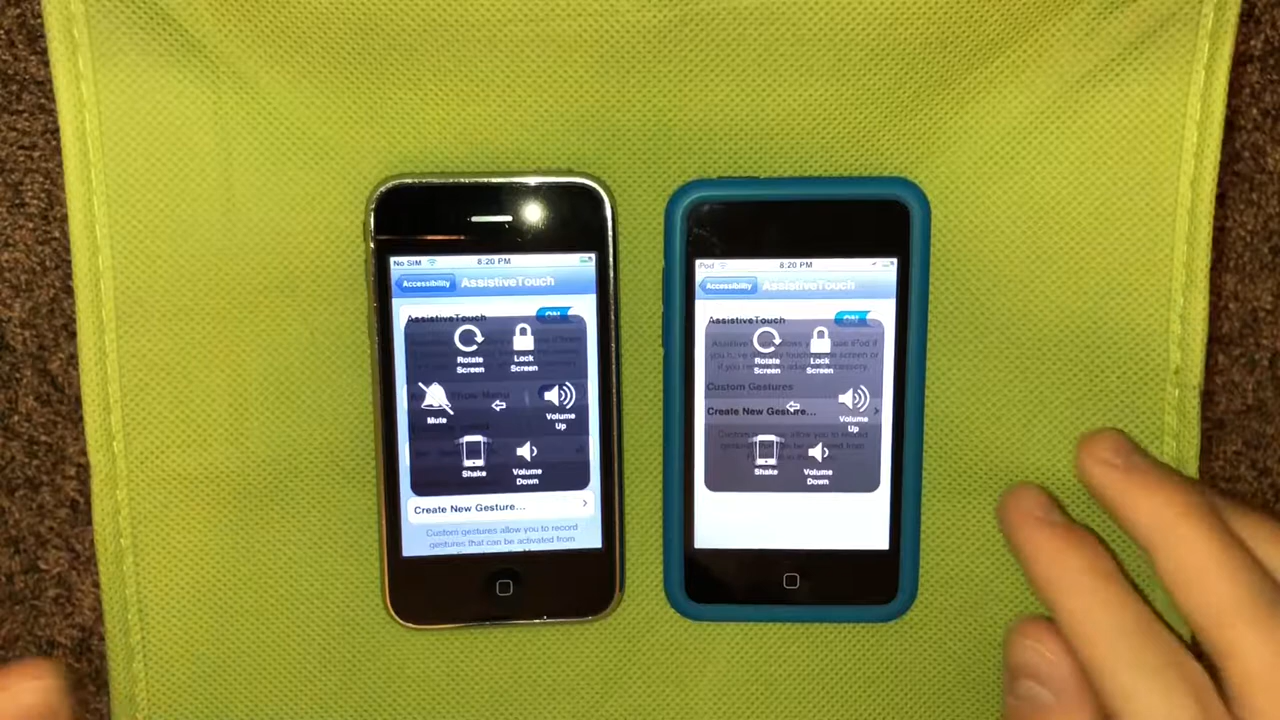 No SIM 8:20 PM
Accessibility AssistiveTouch
AssistiveTouch ON
Rotate
Screen
Lock
Screen
Mute
Volume
Up
Shake
Volume
Down
Create New Gesture...
Custom gestures allow you to record
gestures that can be activated from
iPod 8:20 PM
Accessibility AssistiveTouch
AssistiveTouch ON
Rotate
Screen
Lock
Screen
Custom Gestures
Create New Gesture...
Volume
Up
Shake
Volume
Down